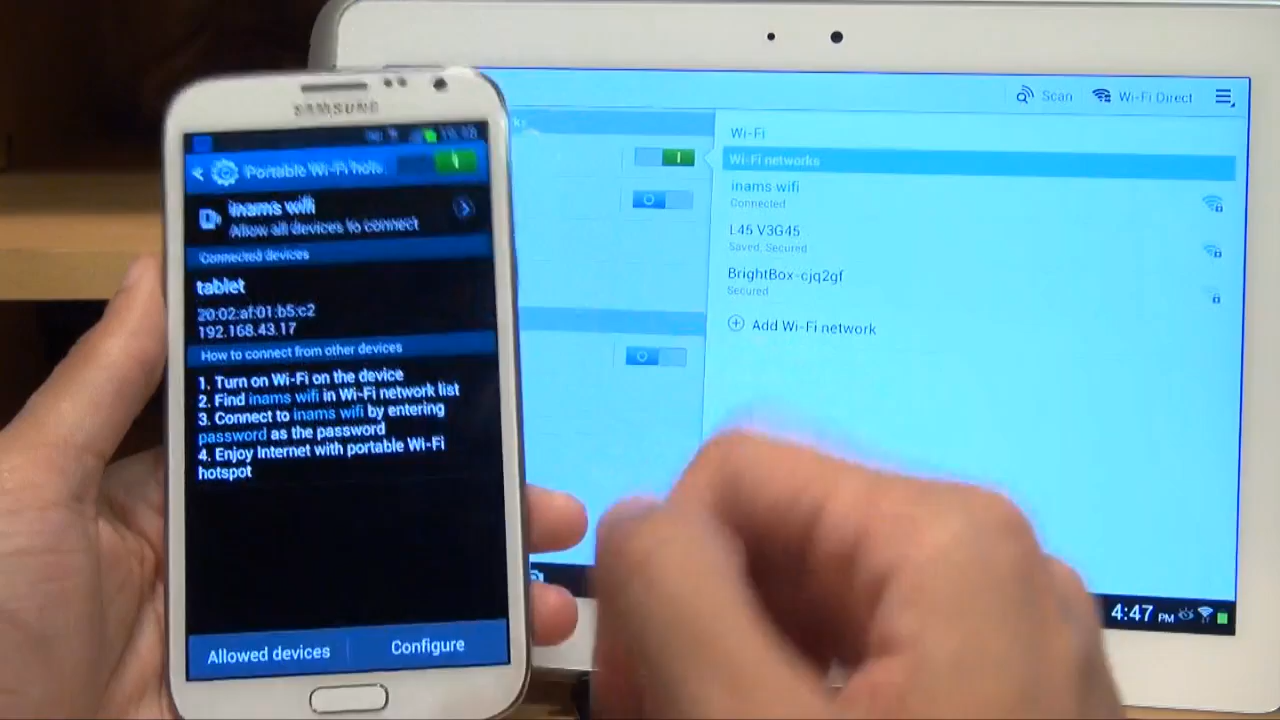 SAMSUNG
Portable Wi-Fi hots
inams wifi
Allow all devices to connect
Connected devices
tablet
20:02:af:01:b5:c2
192.168.43.17
How to connect from other devices
1. Turn on Wi-Fi on the device
2. Find inams wifi in Wi-Fi network list
3. Connect to inams wifi by entering
password as the password
4. Enjoy Internet with portable Wi-Fi
hotspot
Allowed devices
Configure
Scan
Wi-Fi Direct
Wi-Fi
Wi-Fi networks
inams wifi
Connected
L45 V3G45
Saved, Secured
BrightBox-cjq2gf
Secured
Add Wi-Fi network
4:47 PM